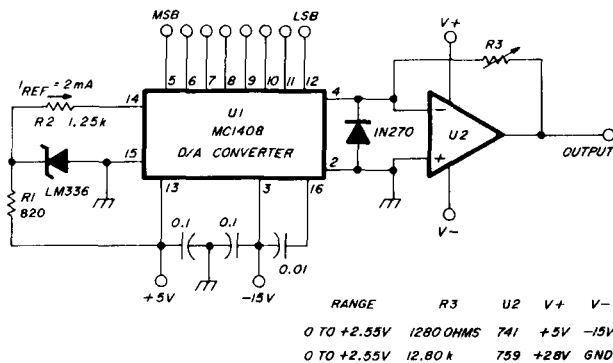 MSB LSB
5 6 7 8 9 10 11 12
IREF = 2mA
R2 1.25k
14
15
LM336
R1
820
U1
MC1408
D/A CONVERTER
13 3 16
4
2
1N270
0.1 0.1
0.01
+5V -15V
V+
R3
-
+
U2
V-
OUTPUT
RANGE R3 U2 V+ V-
0 TO +2.55V 1280 OHMS 741 +5V -15V
0 TO +2.55V 12.80 k 759 +28V GND